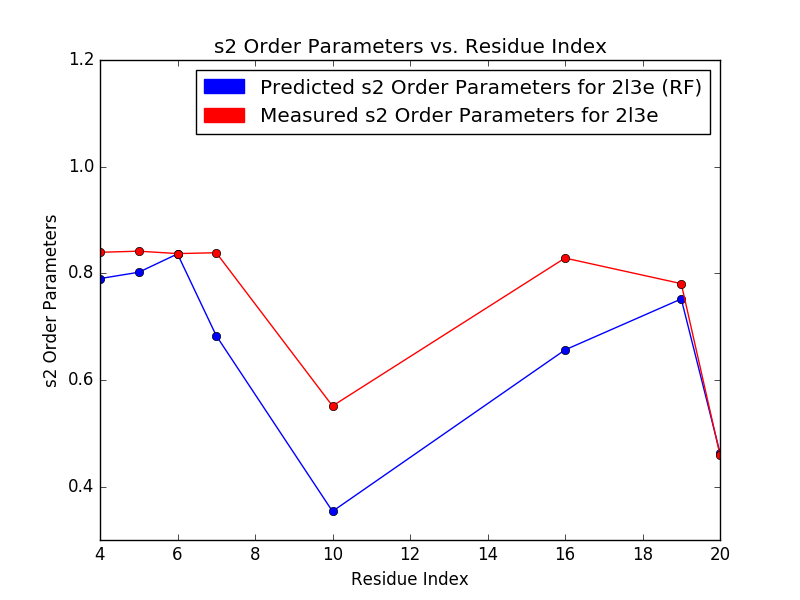 s2 Order Parameters vs. Residue Index
Predicted s2 Order Parameters for 2l3e (RF)
Measured s2 Order Parameters for 2l3e
1.2
1.0
0.8
0.6
0.4
s2 Order Parameters
4 6 8 10 12 14 16 18 20
Residue Index